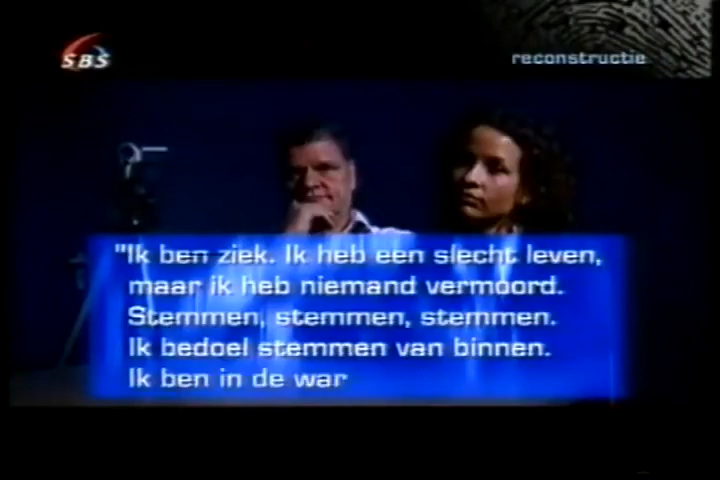 SBS
reconstructie
"Ik ben ziek. Ik heb een slecht leven,
maar ik heb niemand vermoord.
Stemmen, stemmen, stemmen.
Ik bedoel stemmen van binnen.
Ik ben in de war